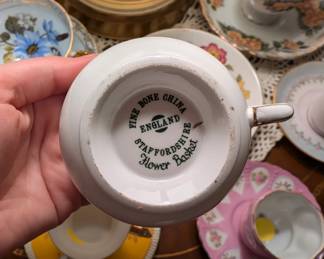 FINE BONE CHINA
ENGLAND
STAFFORDSHIRE
Flower Basket